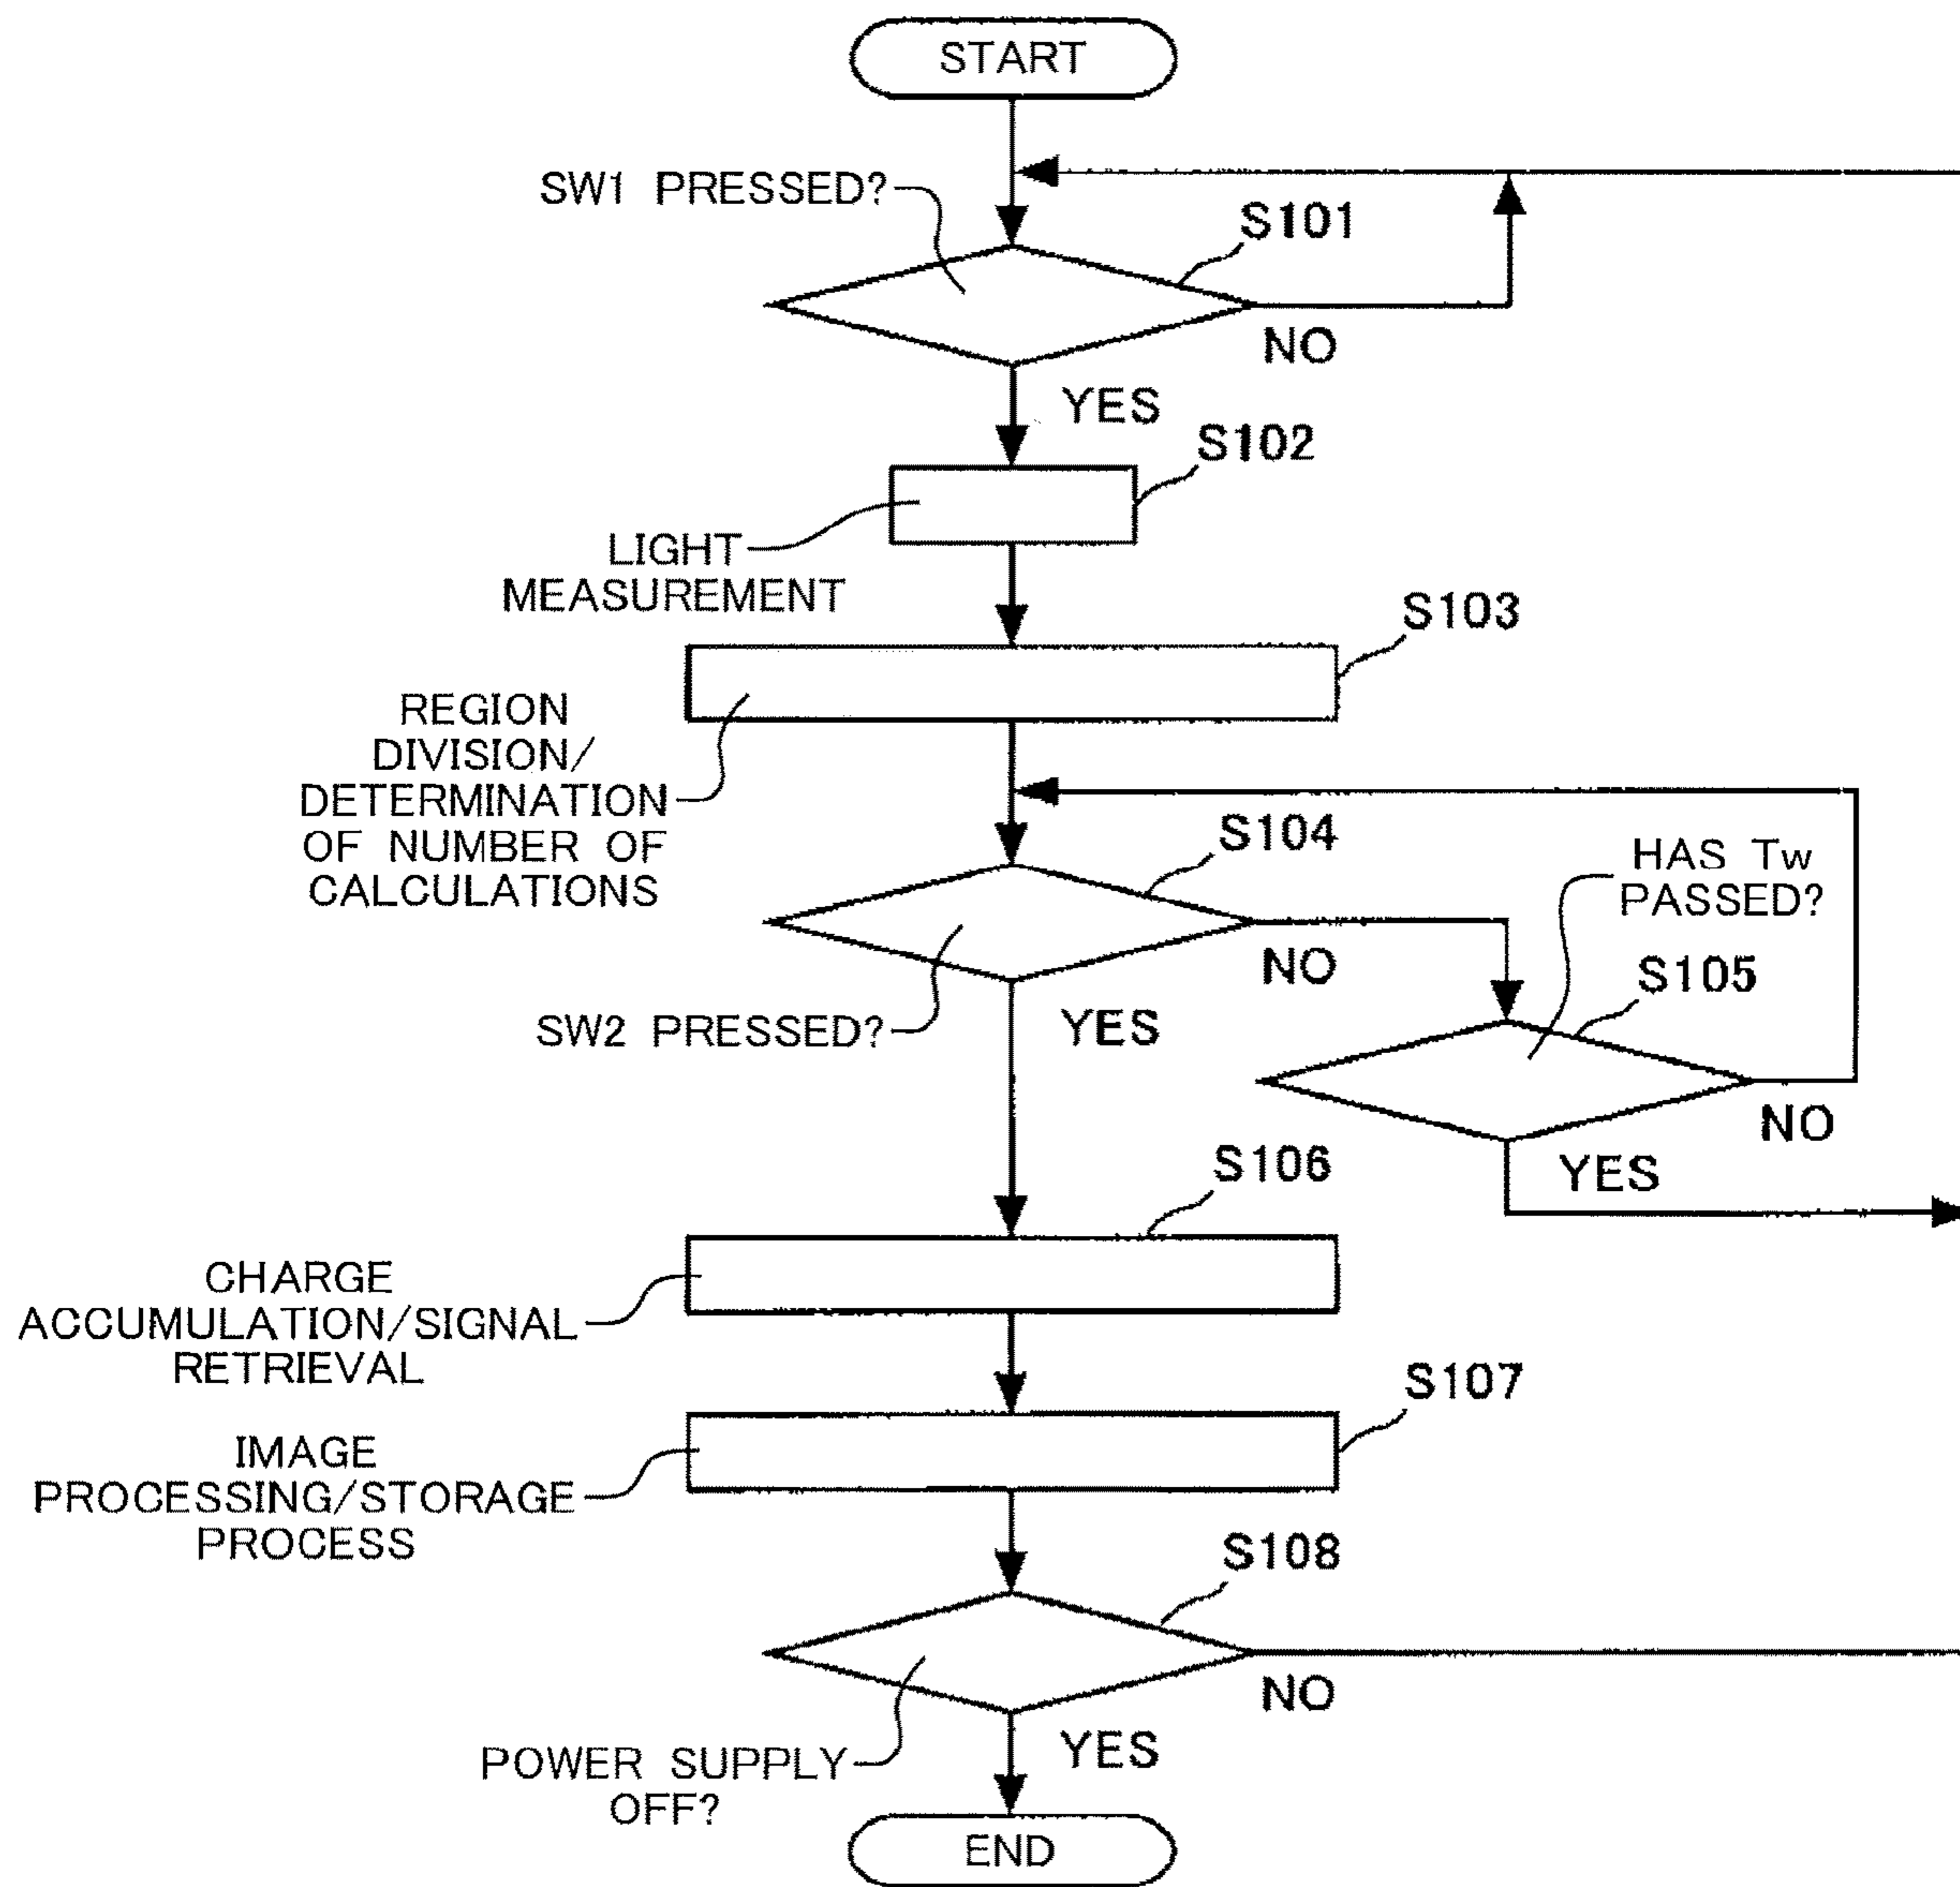 START
SW1 PRESSED?
S101
NO
YES
S102
LIGHT
MEASUREMENT
S103
REGION
DIVISION/
DETERMINATION
OF NUMBER OF
CALCULATIONS
S104
HAS Tw
PASSED?
NO
S105
SW2 PRESSED?
YES
NO
YES
S106
CHARGE
ACCUMULATION/SIGNAL
RETRIEVAL
S107
IMAGE
PROCESSING/STORAGE
PROCESS
S108
NO
POWER SUPPLY
OFF?
YES
END